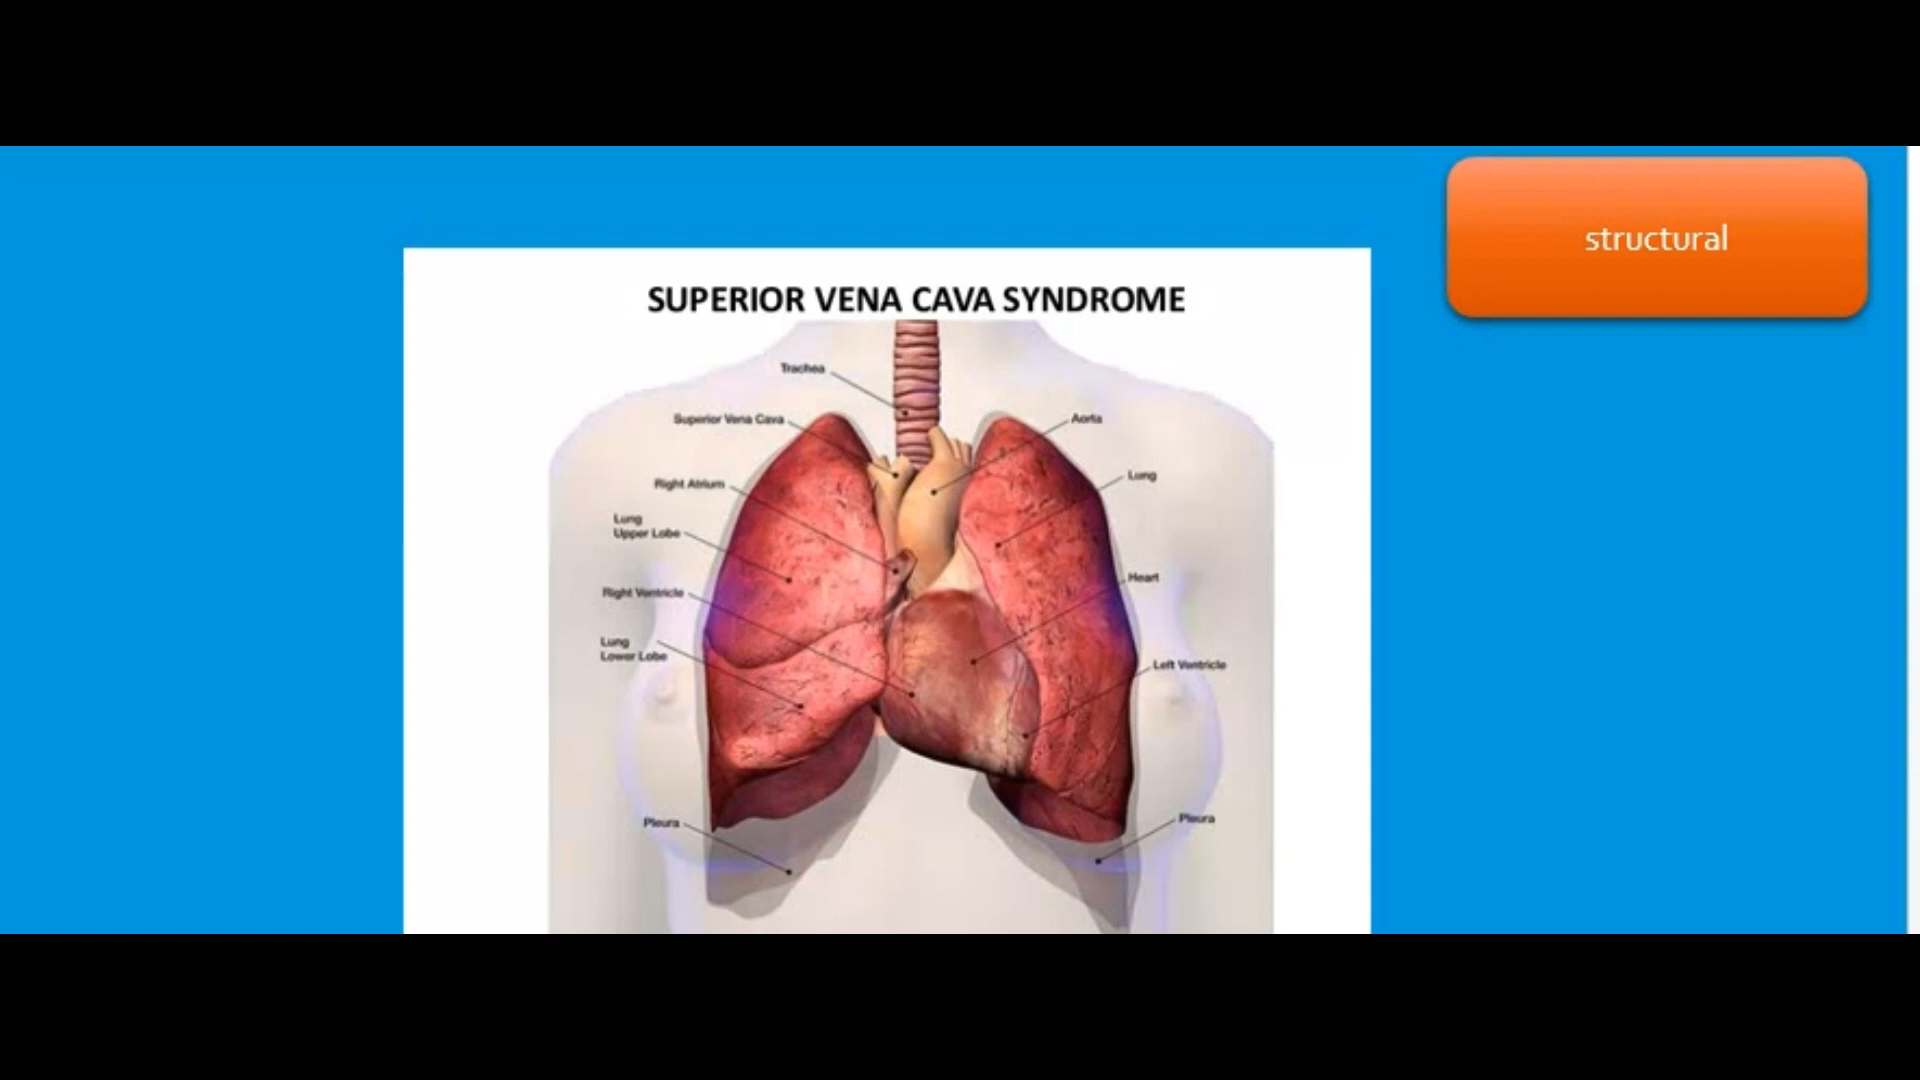 structural
SUPERIOR VENA CAVA SYNDROME
Trachea
Superior Vena Cava
Aorta
Right Atrium
Lung
Lung
Upper Lobe
Heart
Right Ventricle
Lung
Lower Lobe
Left Ventricle
Pleura
Pleura